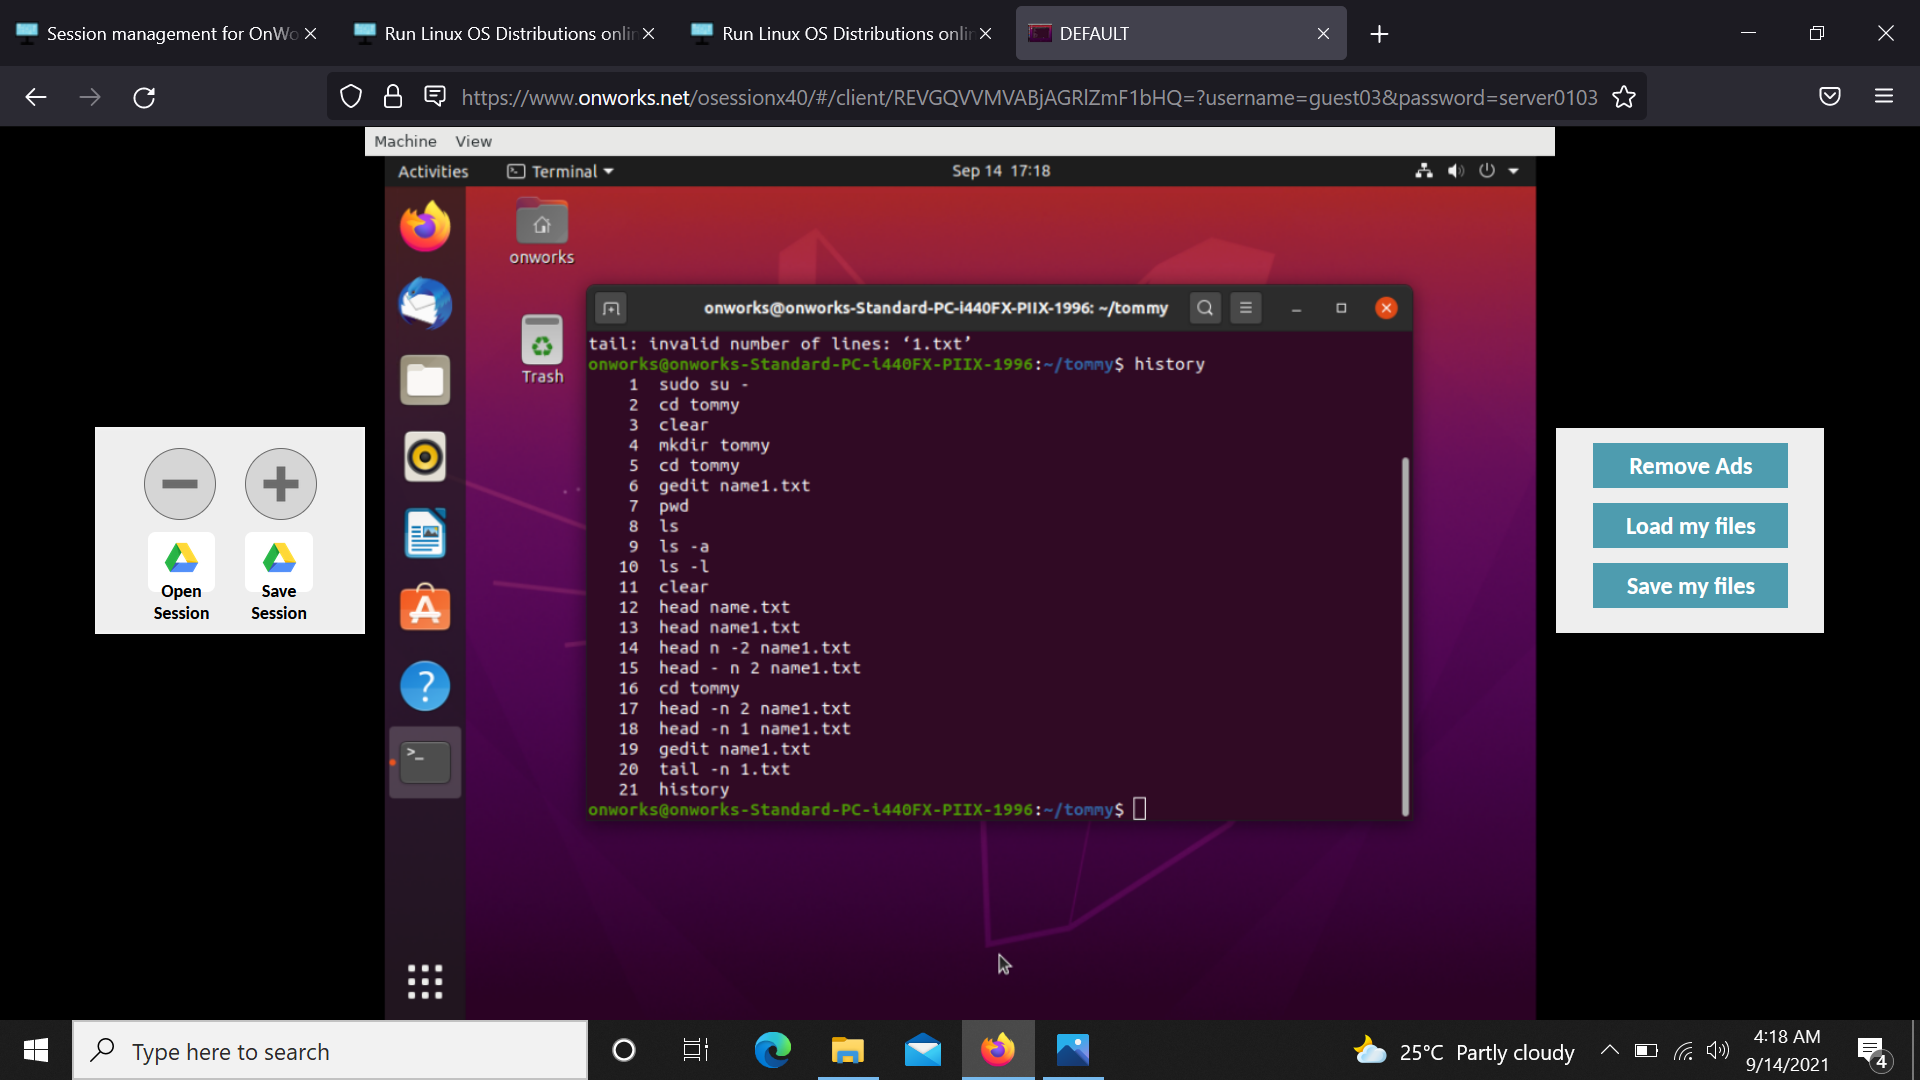 Session management for OnWo
Run Linux OS Distributions onlin
Run Linux OS Distributions onlin
DEFAULT
https://www.onworks.net/osessionx40/#/client/REVGQVVMVABjAGRlZmF1bHQ=?username=guest03&password=server0103
Machine View
Activities Terminal Sep 14 17:18
onworks
Trash
onworks@onworks-Standard-PC-i440FX-PIIX-1996: ~/tommy
tail: invalid number of lines: ‘1.txt’
onworks@onworks-Standard-PC-i440FX-PIIX-1996:~/tommy$ history
1 sudo su -
2 cd tommy
3 clear
4 mkdir tommy
5 cd tommy
6 gedit name1.txt
7 pwd
8 ls
9 ls -a
10 ls -l
11 clear
12 head name.txt
13 head name1.txt
14 head n -2 name1.txt
15 head - n 2 name1.txt
16 cd tommy
17 head -n 2 name1.txt
18 head -n 1 name1.txt
19 gedit name1.txt
20 tail -n 1.txt
21 history
onworks@onworks-Standard-PC-i440FX-PIIX-1996:~/tommy$
Open
Session
Save
Session
Remove Ads
Load my files
Save my files
Type here to search
25°C Partly cloudy
4:18 AM
9/14/2021
4